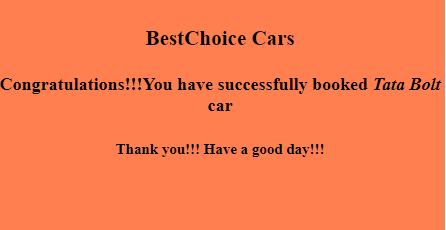 BestChoice Cars
Congratulations!!!You have successfully booked Tata Bolt
car
Thank you!!! Have a good day!!!